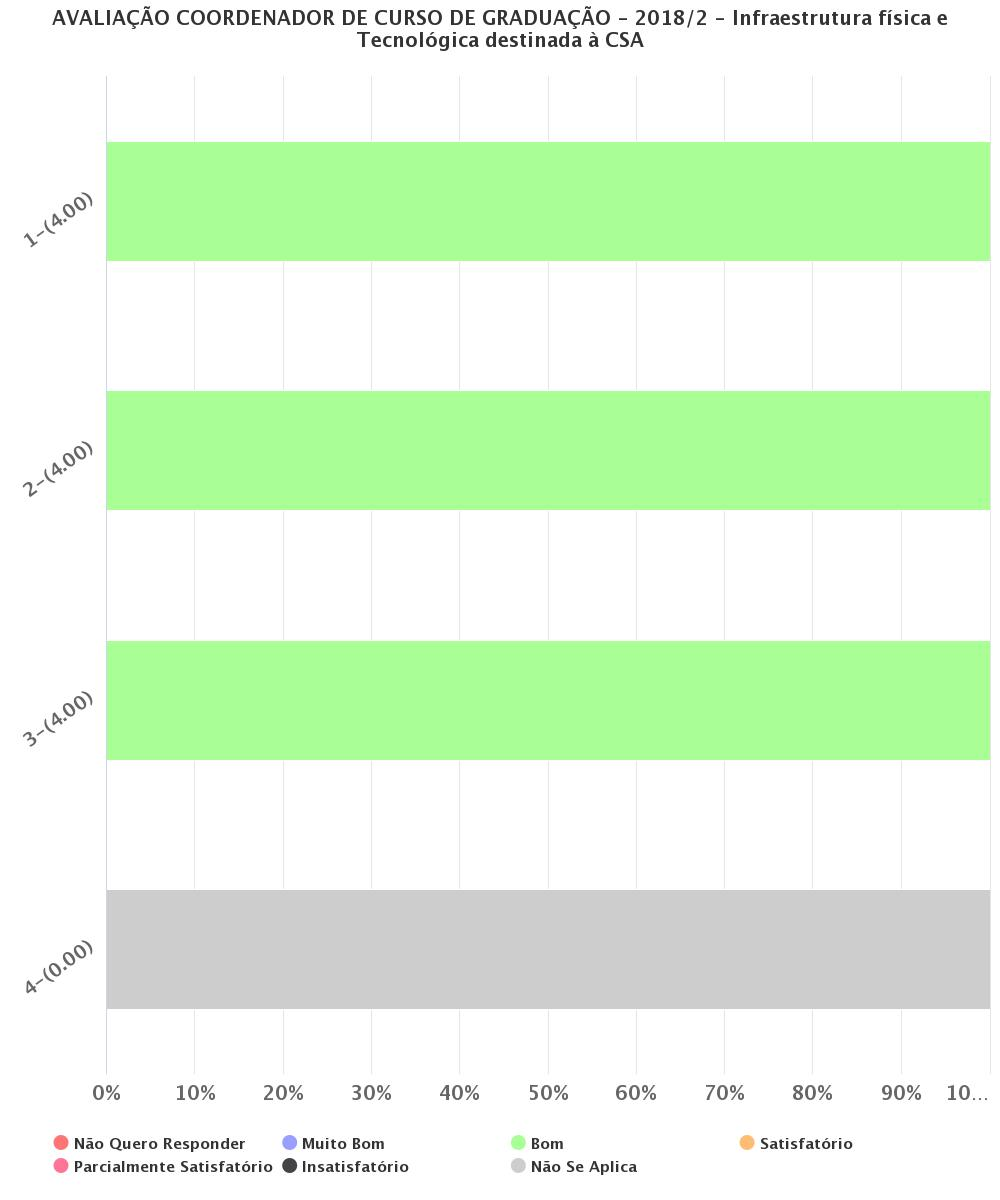 AVALIAÇÃO COORDENADOR DE CURSO DE GRADUAÇÃO - 2018/2 - Infraestrutura física e
Tecnológica destinada à CSA
1-(4.00)
2-(4.00)
3-(4.00)
4-(0.00)
0% 10% 20% 30% 40% 50% 60% 70% 80% 90% 10...
Não Quero Responder Muito Bom Bom Satisfatório
Parcialmente Satisfatório Insatisfatório Não Se Aplica